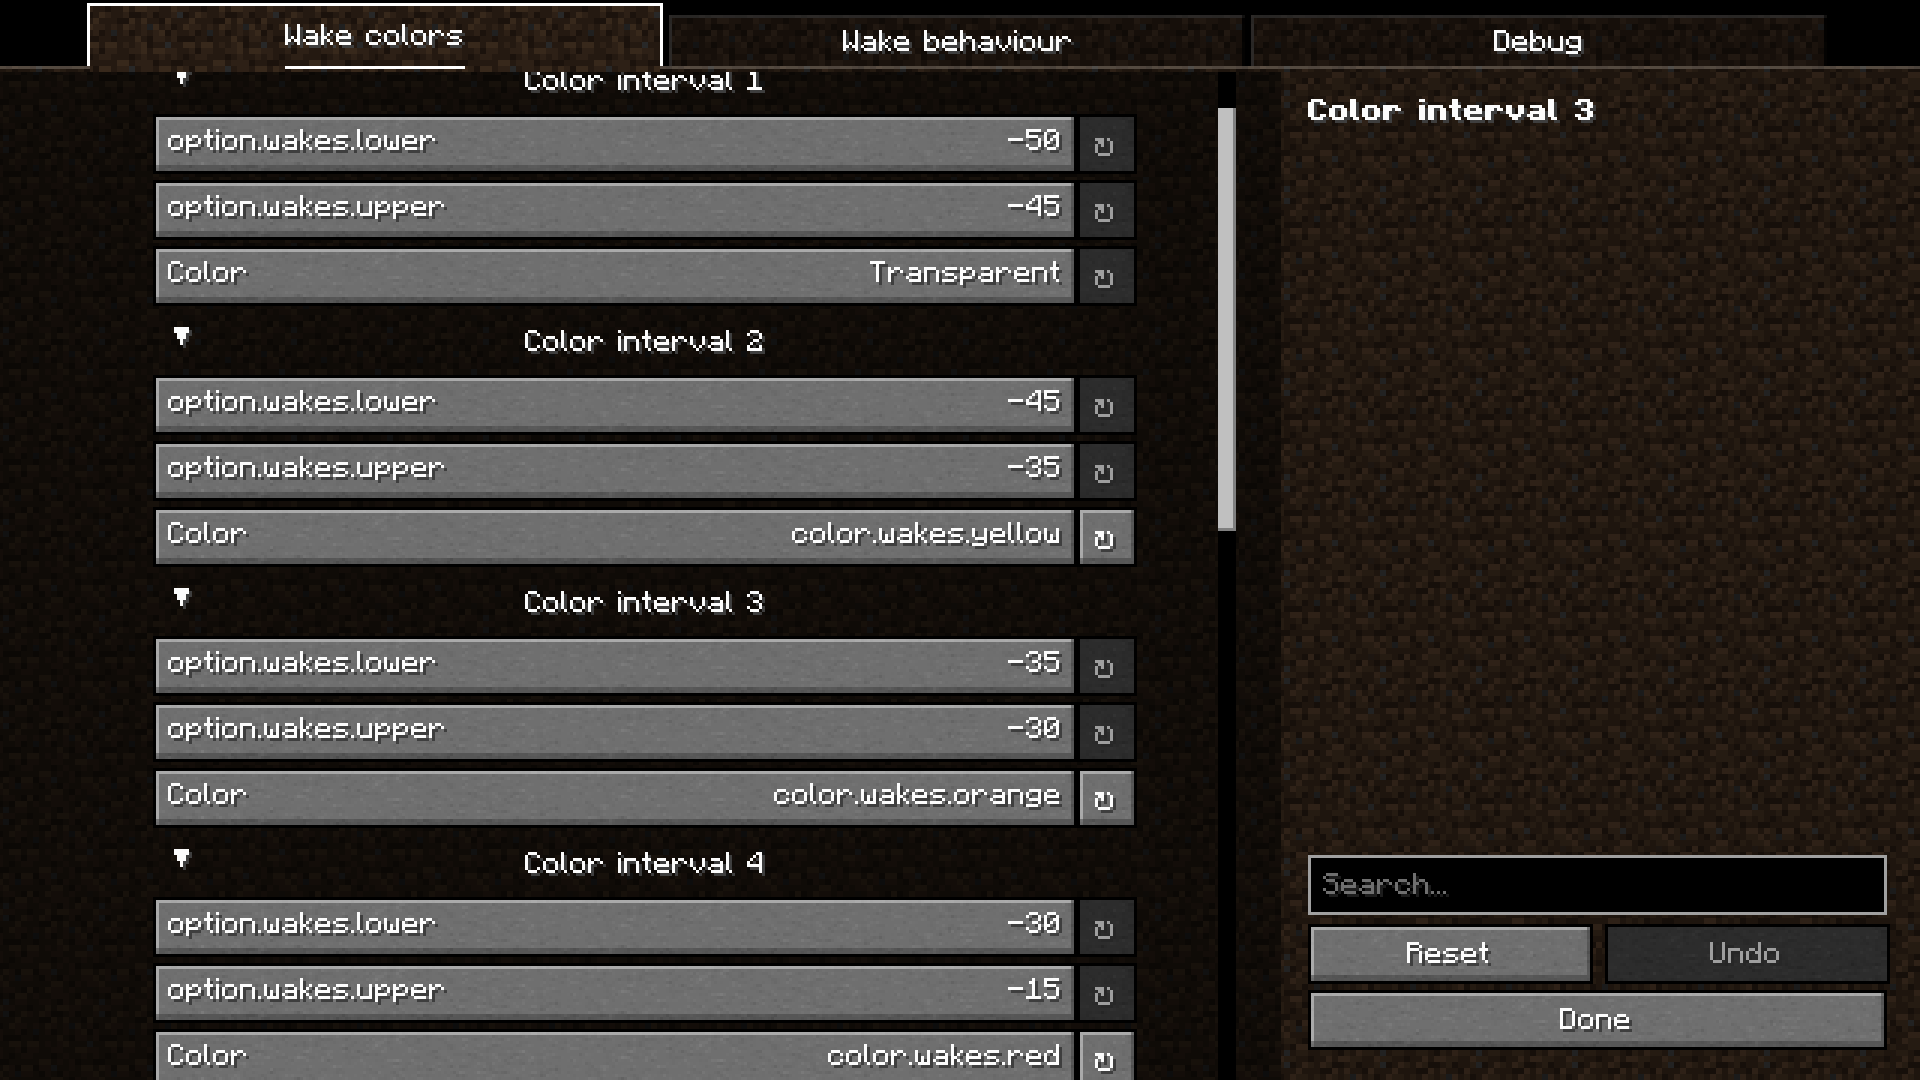 Wake colors
Wake behaviour
Debug
Color interval 1
option.wakes.lower -50
option.wakes.upper -45
Color Transparent
Color interval 2
option.wakes.lower -45
option.wakes.upper -35
Color color.wakes.yellow
Color interval 3
option.wakes.lower -35
option.wakes.upper -30
Color color.wakes.orange
Color interval 4
option.wakes.lower -30
option.wakes.upper -15
Color color.wakes.red
Color interval 3
Search...
Reset
Undo
Done